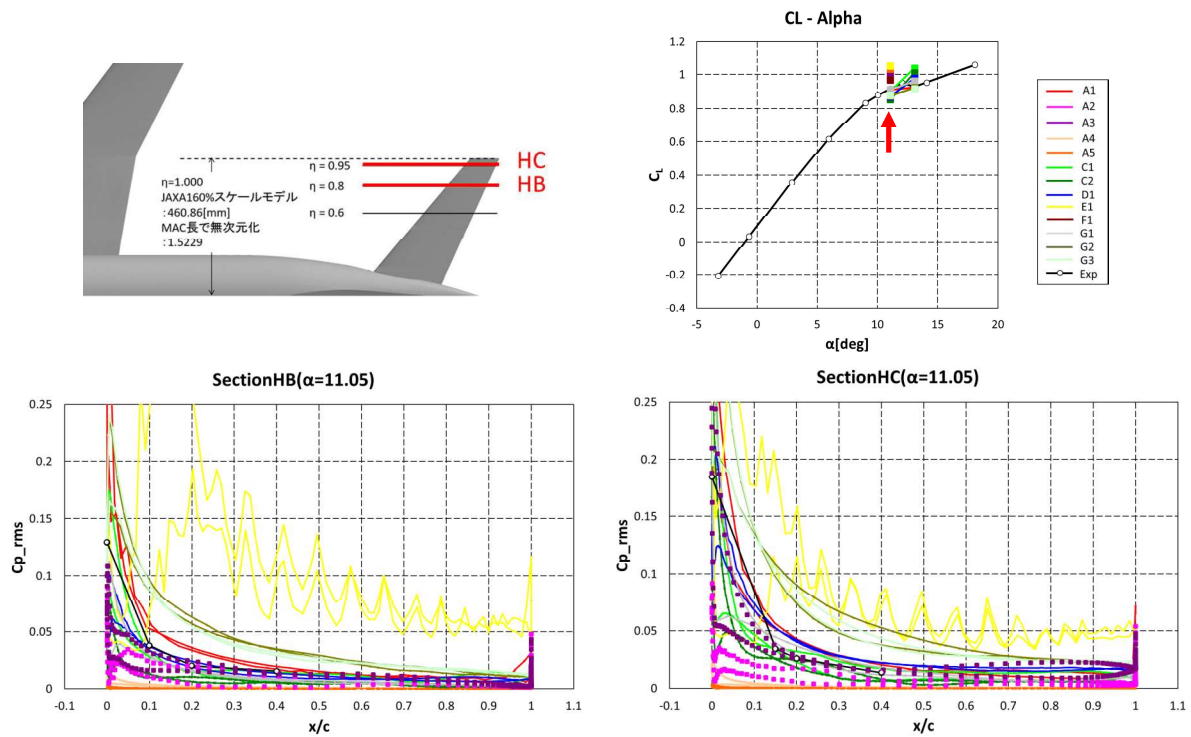 η=1.000
JAXA160%スケールモデル
:460.86[mm]
MAC長で無次元化
:1.5229
η = 0.95
η = 0.8
η = 0.6
HC
HB
CL - Alpha
1.2
1
0.8
0.6
0.4
0.2
0
-0.2
-0.4
CL
-5 0 5 10 15 20
α[deg]
A1
A2
A3
A4
A5
C1
C2
D1
E1
F1
G1
G2
G3
Exp
SectionHB(α=11.05)
0.25
0.2
0.15
0.1
0.05
0
Cp_rms
-0.1 0 0.1 0.2 0.3 0.4 0.5 0.6 0.7 0.8 0.9 1 1.1
x/c
SectionHC(α=11.05)
0.25
0.2
0.15
0.1
0.05
0
Cp_rms
-0.1 0 0.1 0.2 0.3 0.4 0.5 0.6 0.7 0.8 0.9 1 1.1
x/c